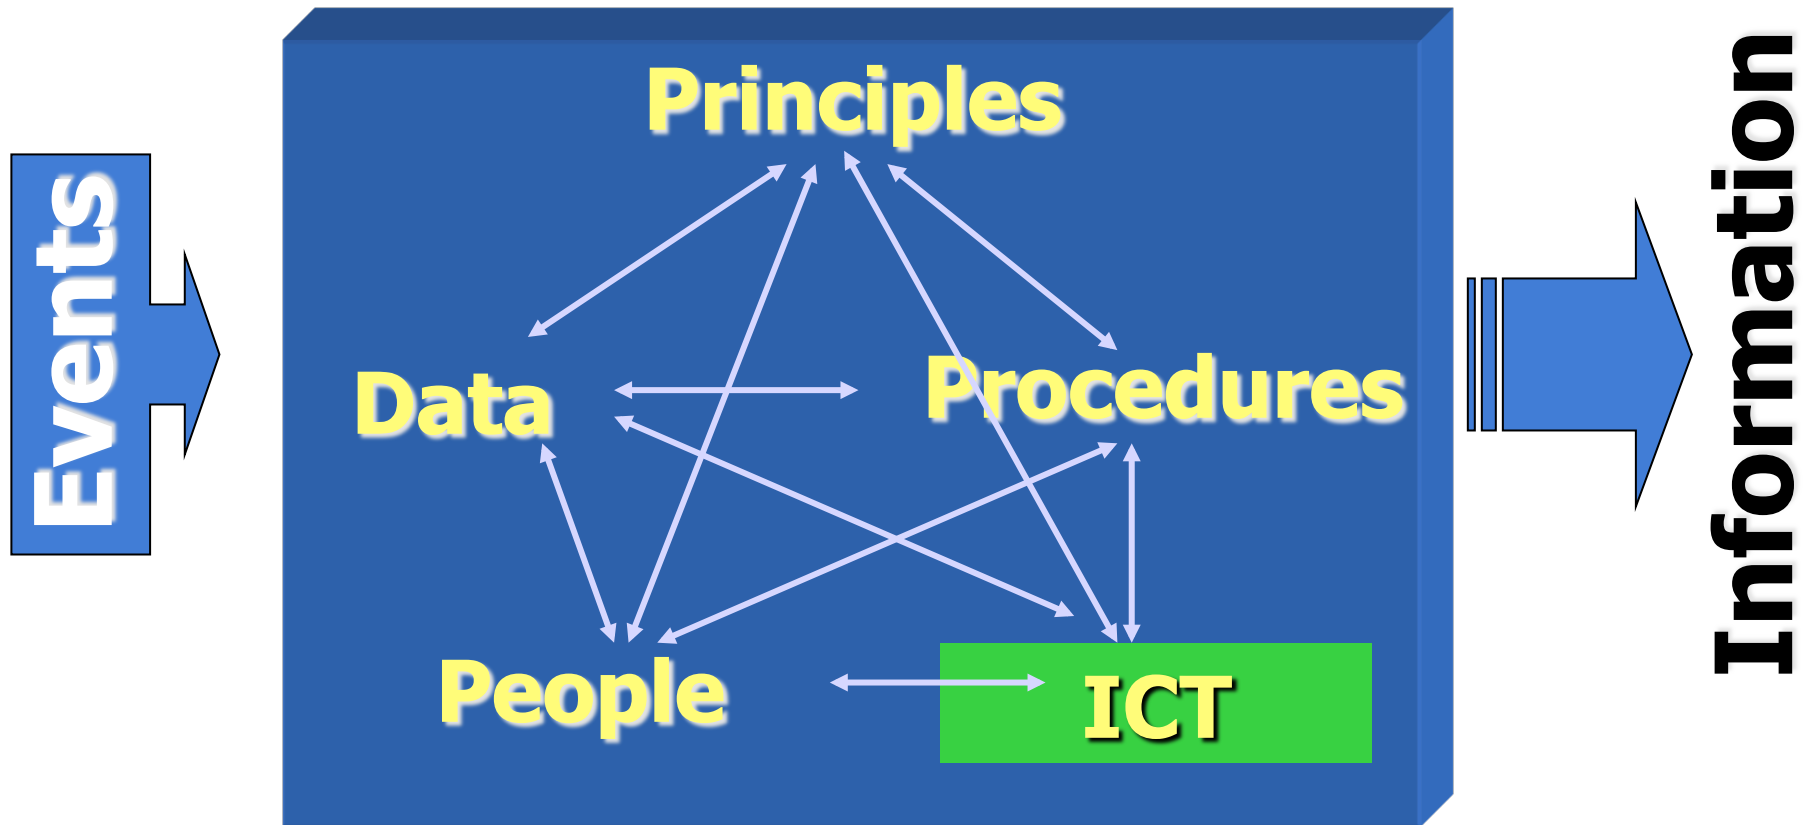 Events
Principles
Data
Procedures
People
ICT
Information